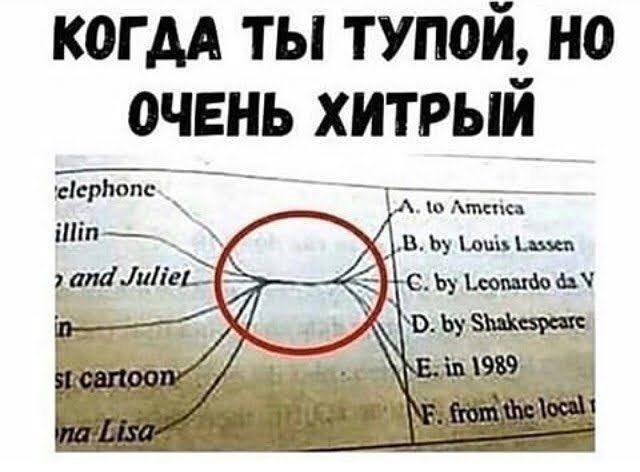 КОГДА ТЫ ТУПОЙ, НО
ОЧЕНЬ ХИТРЫЙ
elephone
illin
and Juliet
n
st cartoon
na Lisa
A. to America
B. by Louis Lassen
C. by Leonardo da V
D. by Shakespeare
E. in 1989
F. from the local